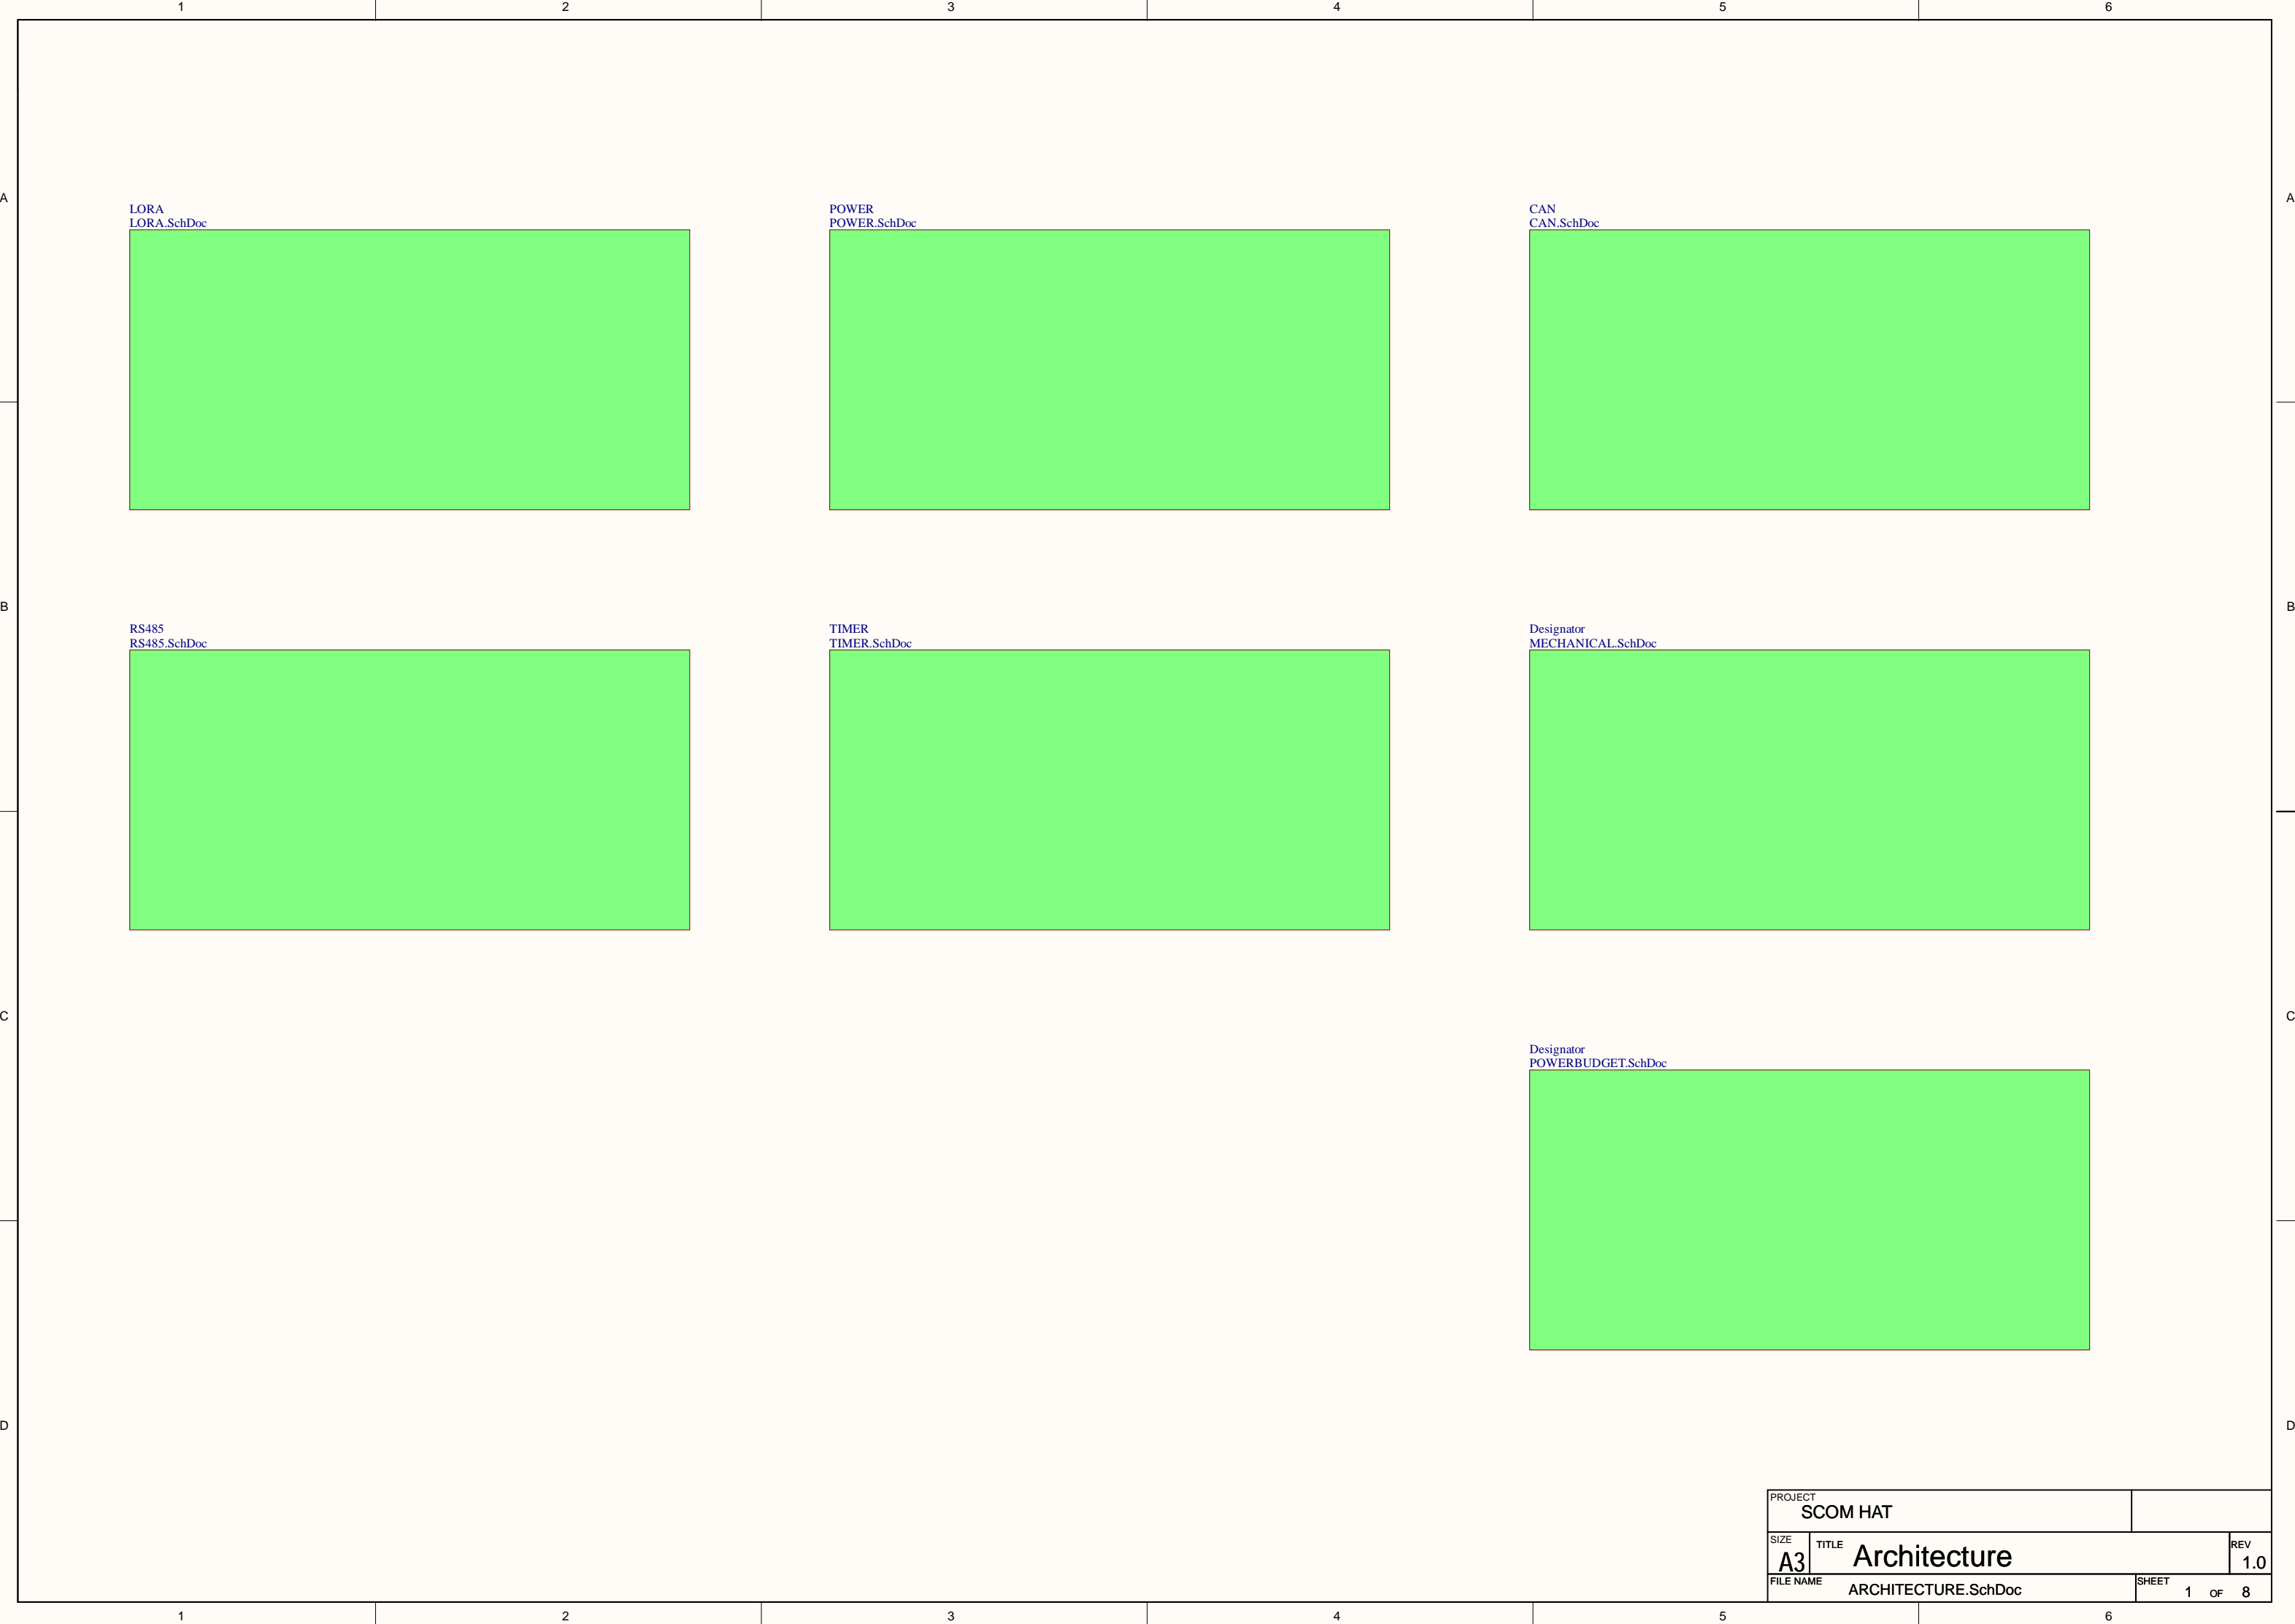 1 2 3 4 5 6
A A
LORA
LORA.SchDoc
POWER
POWER.SchDoc
CAN
CAN.SchDoc
B B
RS485
RS485.SchDoc
TIMER
TIMER.SchDoc
Designator
MECHANICAL.SchDoc
C C
Designator
POWERBUDGET.SchDoc
D D
PROJECT
SCOM HAT
SIZE
A3
TITLE
Architecture
REV
1.0
FILE NAME
ARCHITECTURE.SchDoc
SHEET
1 OF 8
1 2 3 4 5 6